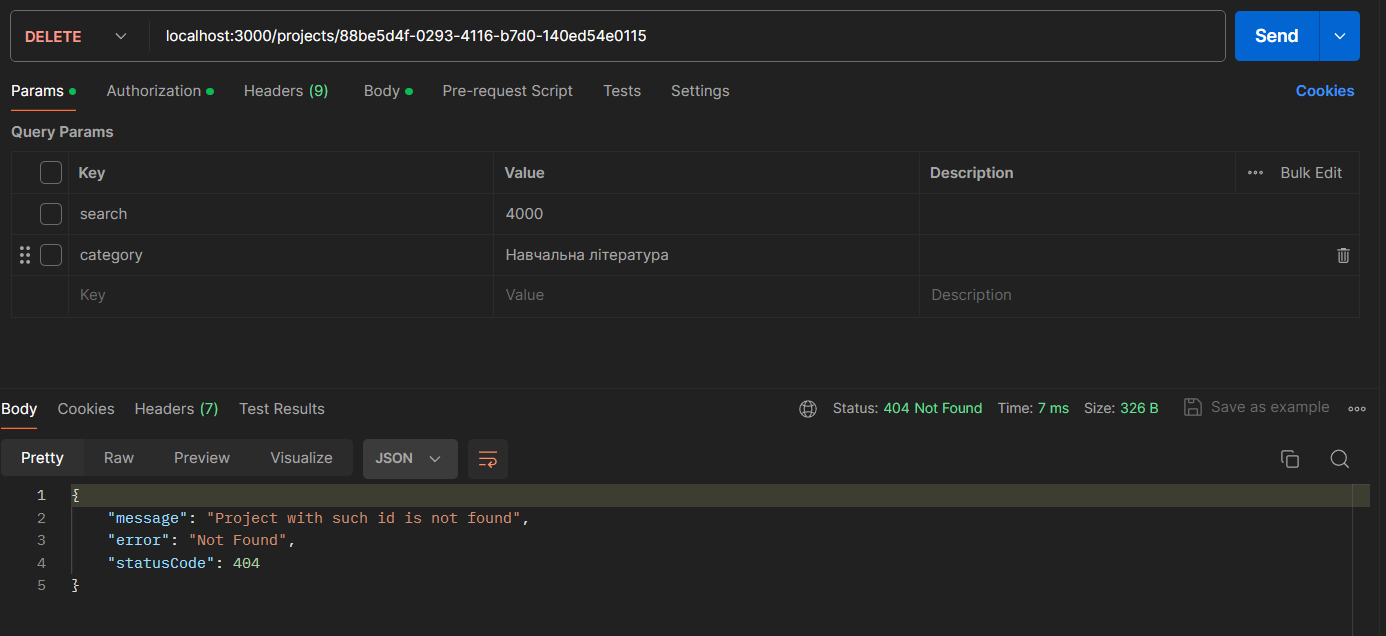 DELETE localhost:3000/projects/88be5d4f-0293-4116-b7d0-140ed54e0115 Send
Params Authorization Headers (9) Body Pre-request Script Tests Settings Cookies
Query Params
Key Value Description Bulk Edit
search 4000
category Навчальна література
Key Value Description
Body Cookies Headers (7) Test Results Status: 404 Not Found Time: 7 ms Size: 326 B Save as example
Pretty Raw Preview Visualize JSON
1 {
2 "message": "Project with such id is not found",
3 "error": "Not Found",
4 "statusCode": 404
5 }